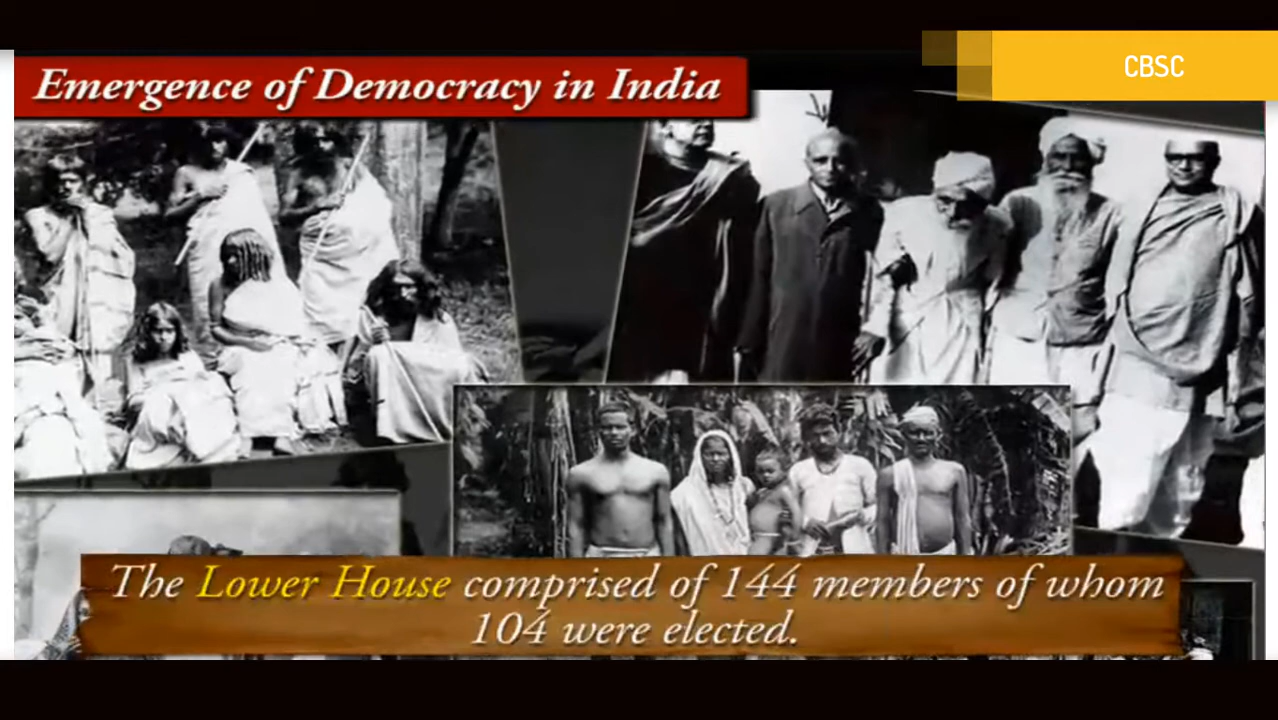 CBSC
Emergence of Democracy in India
The Lower House comprised of 144 members of whom
104 were elected.